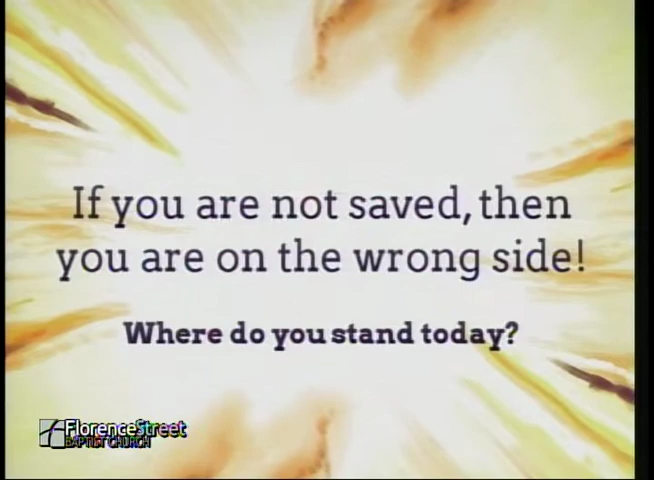 If you are not saved, then
you are on the wrong side!
Where do you stand today?
FlorenceStreet
BAPTIST CHURCH